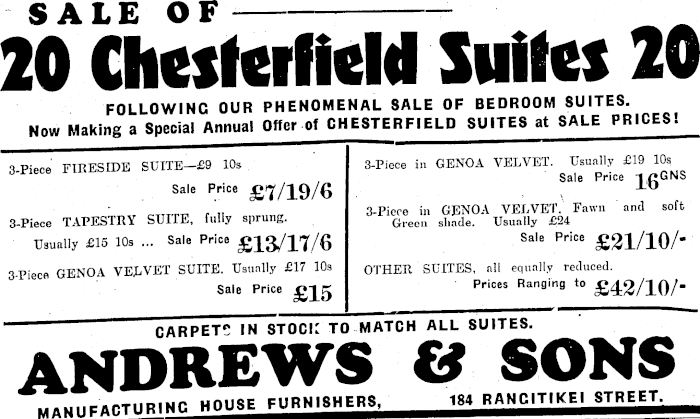 SALE OF
20 Chesterfield Suites 20
FOLLOWING OUR PHENOMENAL SALE OF BEDROOM SUITES.
Now Making a Special Annual Offer of CHESTERFIELD SUITES at SALE PRICES!
3-Piece FIRESIDE SUITE—£9 10s
Sale Price £7/19/6
3-Piece TAPESTRY SUITE, fully sprung.
Usually £15 10s ... Sale Price £13/17/6
3-Piece GENOA VELVET SUITE. Usually £17 10s
Sale Price £15
3-Piece in GENOA VELVET. Usually £19 10s
Sale Price 16GNS
3-Piece in GENOA VELVET. Fawn and soft
Green shade. Usually £24
Sale Price £21/10/-
OTHER SUITES, all equally reduced.
Prices Ranging to £42/10/-
CARPETS IN STOCK TO MATCH ALL SUITES.
ANDREWS & SONS
MANUFACTURING HOUSE FURNISHERS, 184 RANGITIKEI STREET.